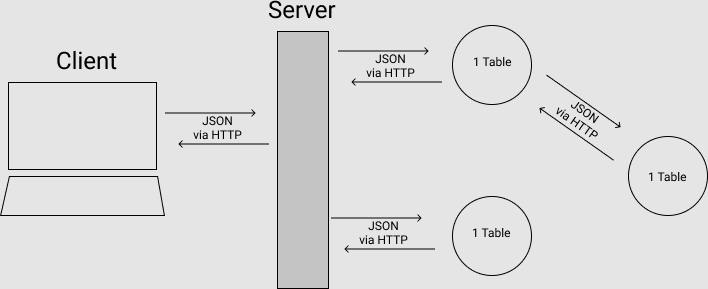 Server
Client
JSON
via HTTP
JSON
via HTTP
1 Table
JSON
via HTTP
1 Table
JSON
via HTTP
1 Table